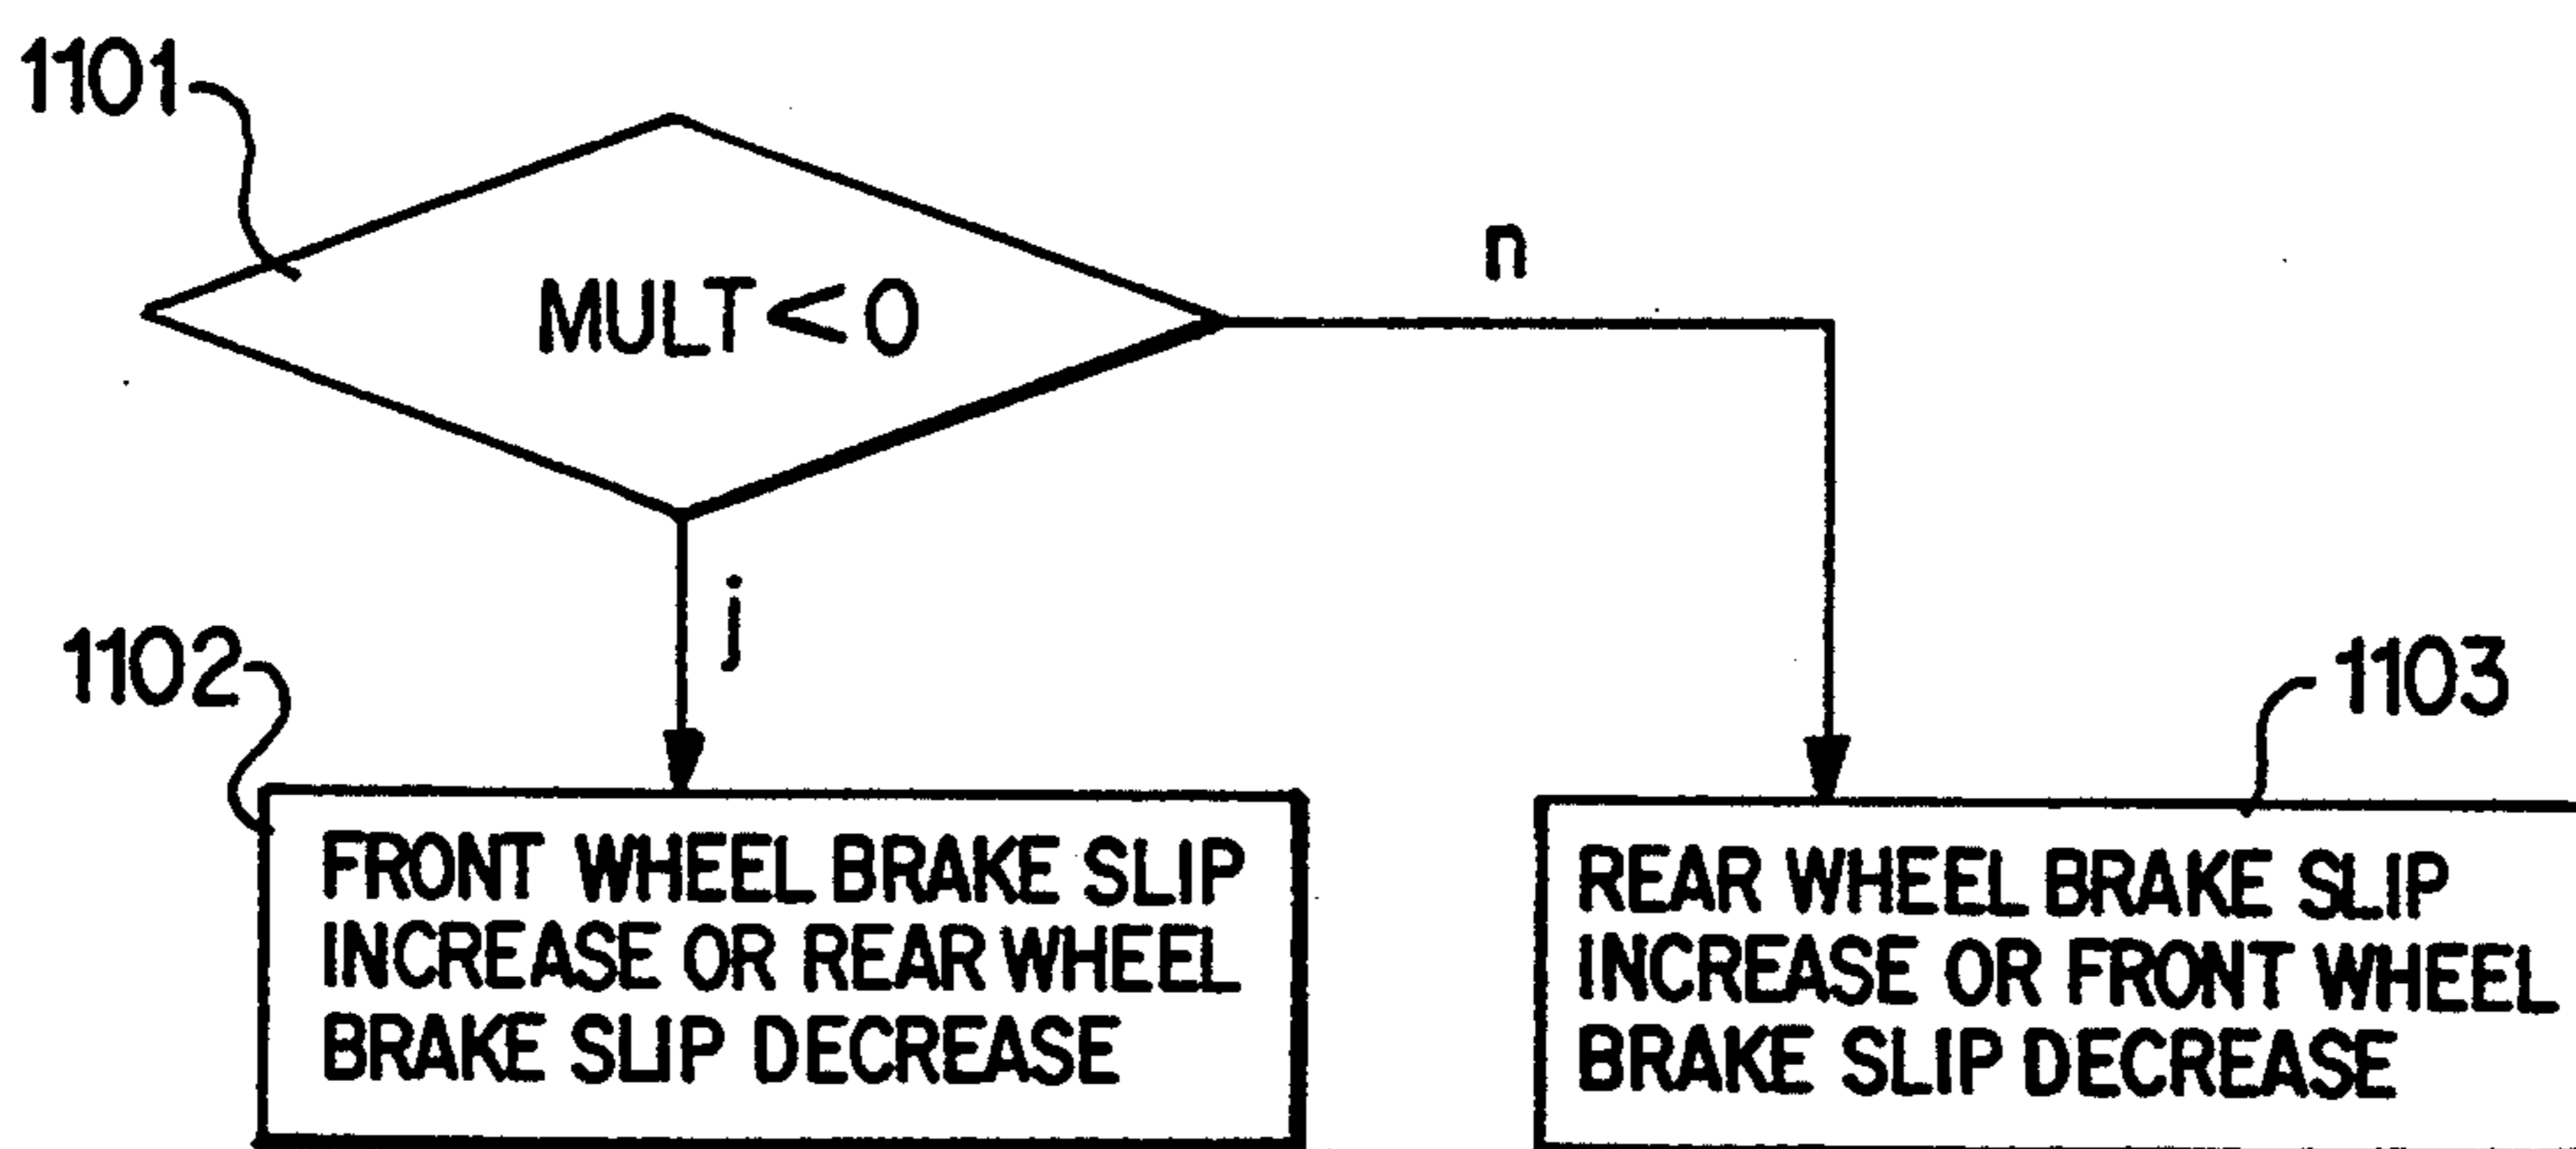 1101
MULT<0
n
j
1102
1103
FRONT WHEEL BRAKE SLIP
INCREASE OR REAR WHEEL
BRAKE SLIP DECREASE
REAR WHEEL BRAKE SLIP
INCREASE OR FRONT WHEEL
BRAKE SLIP DECREASE